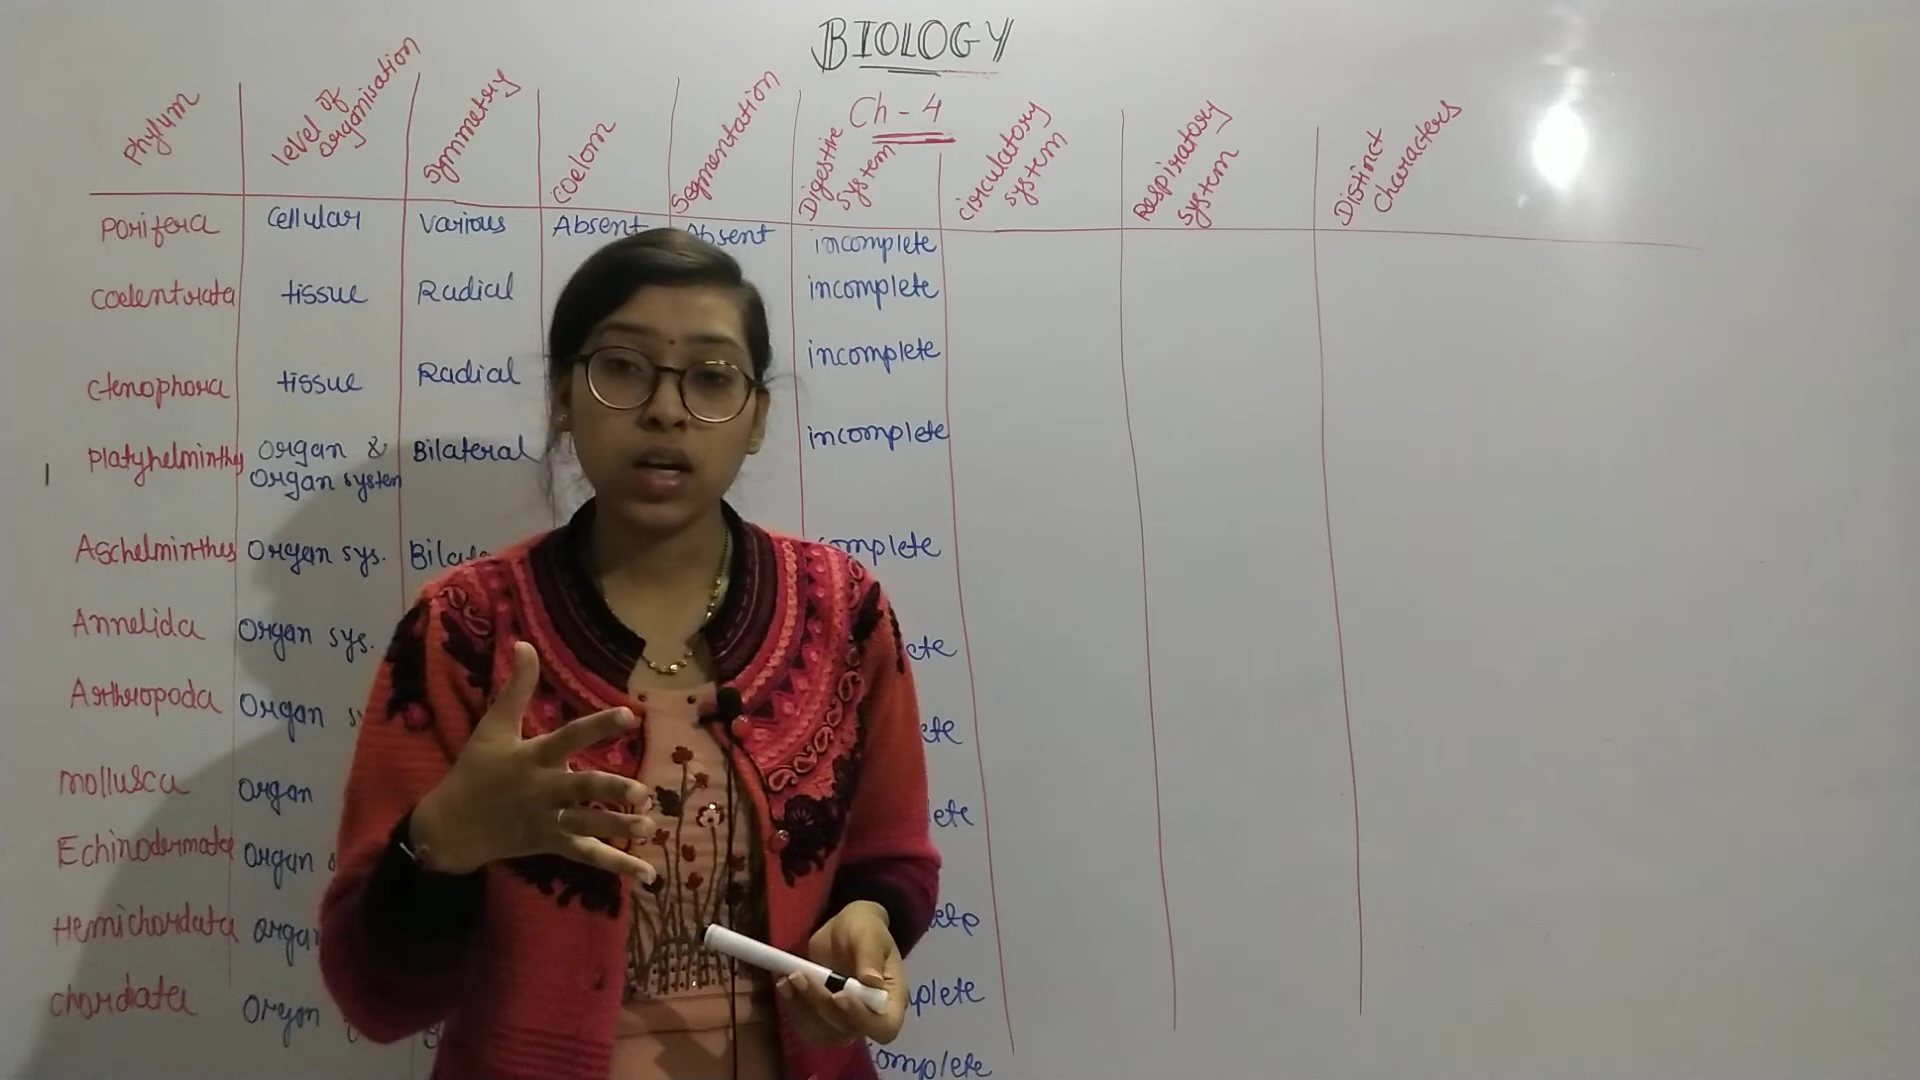 BIOLOGY
Ch - 4
Phylum
level of organisation
Symmetry
Coelom
Segmentation
Digestive System
Circulatory system
Respiratory System
Distinct Characters
Porifera cellular Various Absent Absent incomplete
Coelentrata tissue Radial incomplete
Ctenophora tissue Radial incomplete
Platyhelminthes Organ & Organ system Bilateral incomplete
Aschelminthes Organ sys.
Annelida Organ sys.
Arthropoda Organ
Mollusca Organ
Echinodermata Organ
Hemichordata organ
Chordata Organ